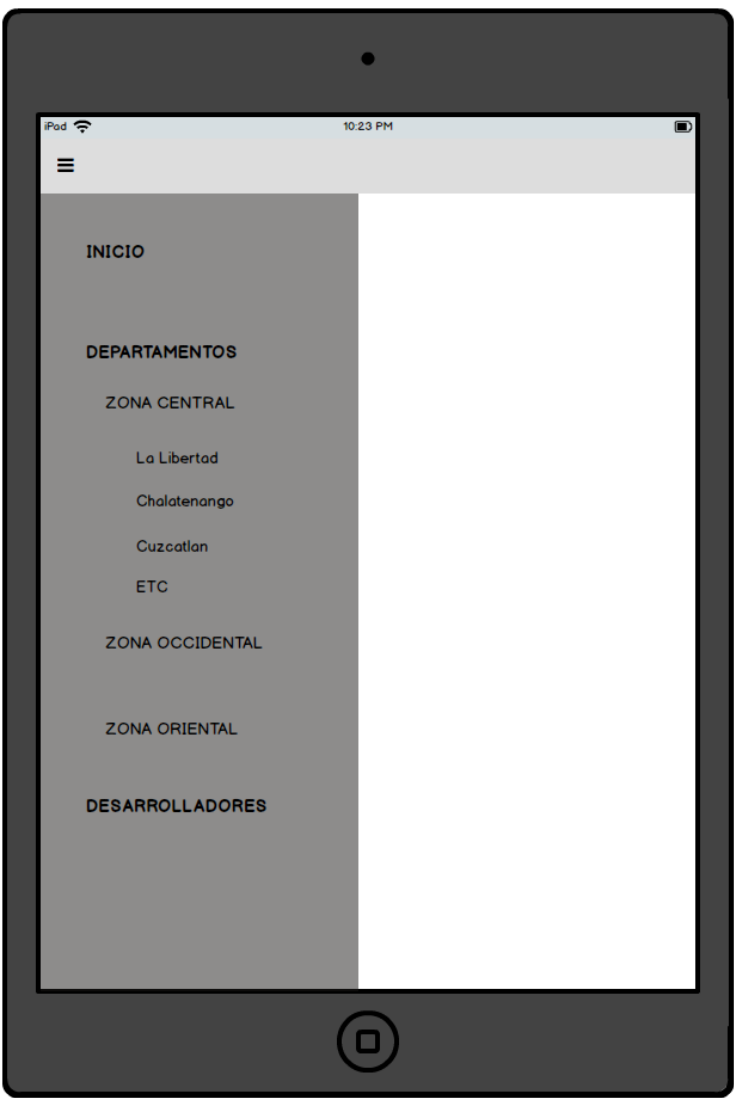 iPad
10:23 PM
INICIO
DEPARTAMENTOS
ZONA CENTRAL
La Libertad
Chalatenango
Cuzcatlan
ETC
ZONA OCCIDENTAL
ZONA ORIENTAL
DESARROLLADORES